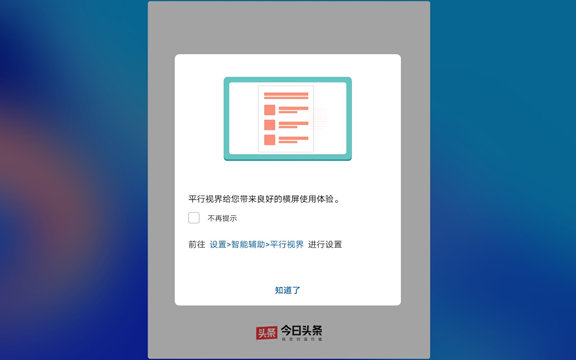 平行视界给您带来良好的横屏使用体验。
不再提示
前往 设置>智能辅助>平行视界 进行设置
知道了
头条 今日头条